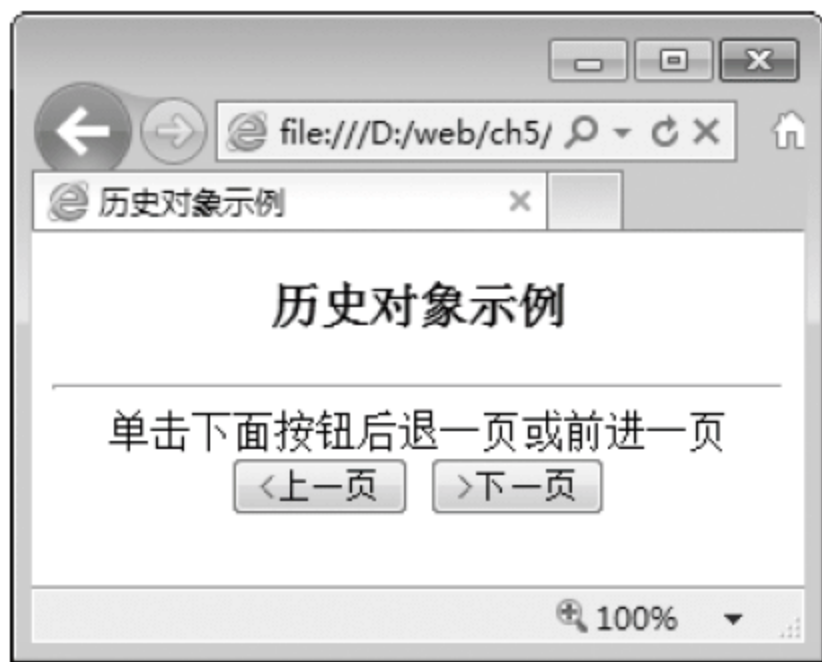 file:///D:/web/ch5/
历史对象示例
历史对象示例
单击下面按钮后退一页或前进一页
<上一页 >下一页
100%